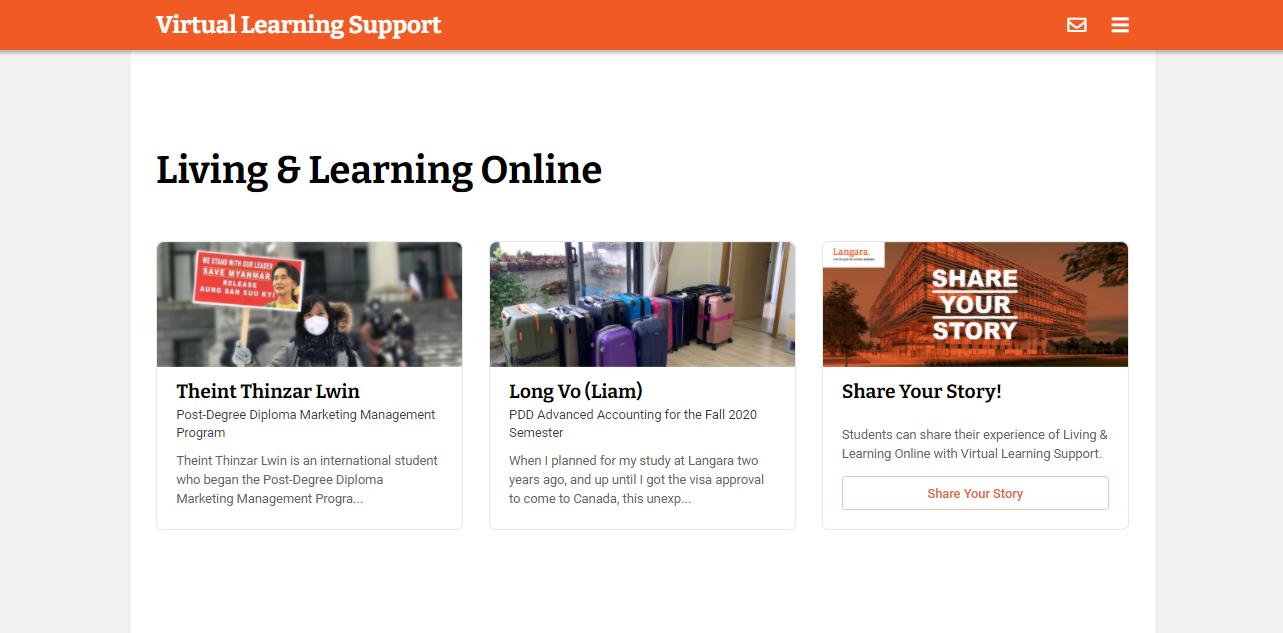 Virtual Learning Support
Living & Learning Online
WE STAND WITH OUR LEADER
SAVE MYANMAR
RELEASE
AUNG SAN SUU KYI
Langara.
SHARE
YOUR
STORY
Theint Thinzar Lwin
Post-Degree Diploma Marketing Management
Program
Theint Thinzar Lwin is an international student
who began the Post-Degree Diploma
Marketing Management Progra...
Long Vo (Liam)
PDD Advanced Accounting for the Fall 2020
Semester
When I planned for my study at Langara two
years ago, and up until I got the visa approval
to come to Canada, this unexp...
Share Your Story!
Students can share their experience of Living &
Learning Online with Virtual Learning Support.
Share Your Story